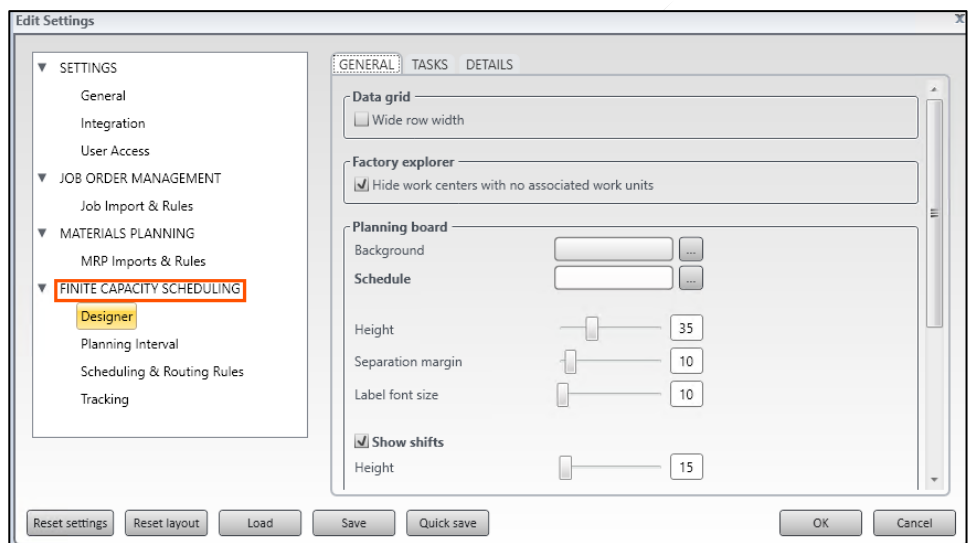 Edit Settings
X
SETTINGS
General
Integration
User Access
JOB ORDER MANAGEMENT
Job Import & Rules
MATERIALS PLANNING
MRP Imports & Rules
FINITE CAPACITY SCHEDULING
Designer
Planning Interval
Scheduling & Routing Rules
Tracking
GENERAL TASKS DETAILS
Data grid
Wide row width
Factory explorer
Hide work centers with no associated work units
Planning board
Background ...
Schedule ...
Height 35
Separation margin 10
Label font size 10
Show shifts
Height 15
Reset settings Reset layout Load Save Quick save OK Cancel